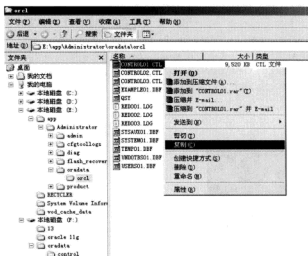 orcl
文件(F) 编辑(E) 查看(V) 收藏(A) 工具(T) 帮助(H)
后退 搜索 文件夹
地址(D) E:\app\Administrator\oradata\orcl
文件夹
桌面
我的文档
我的电脑
本地磁盘 (C:)
本地磁盘 (D:)
本地磁盘 (E:)
app
Administrator
admin
cfgtoollogs
diag
flash_recover
oradata
orcl
product
RECYCLER
System Volume Infor
vod_cache_data
本地磁盘 (F:)
13
oracle 11g
oradata
control
名称 大小 类型
CONTROL01.CTL 9,520 KB CTL 文件
CONTROL02.CTL
CONTROL03.CTL
EXAMPLE01.DBF
QST
REDO01.LOG
REDO02.LOG
REDO03.LOG
SYSAUX01.DBF
SYSTEM01.DBF
TEMP01.DBF
UNDOTBS01.DBF
USERS01.DBF
打开(O)
添加到压缩文件(A)...
添加到 "CONTROL01.rar"(T)
压缩并 E-mail...
压缩到 "CONTROL01.rar" 并 E-mail
发送到(N)
剪切(T)
复制(C)
创建快捷方式(S)
删除(D)
重命名(M)
属性(R)